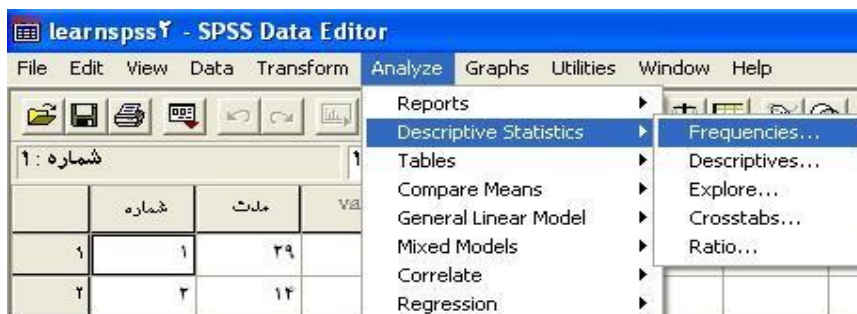 learnspss۲ - SPSS Data Editor
File Edit View Data Transform Analyze Graphs Utilities Window Help
Reports
Descriptive Statistics
Tables
Compare Means
General Linear Model
Mixed Models
Correlate
Regression
Frequencies...
Descriptives...
Explore...
Crosstabs...
Ratio...
۱ : شماره
۱
شماره مدت va
۱ ۱ ۲۹
۲ ۲ ۱۴